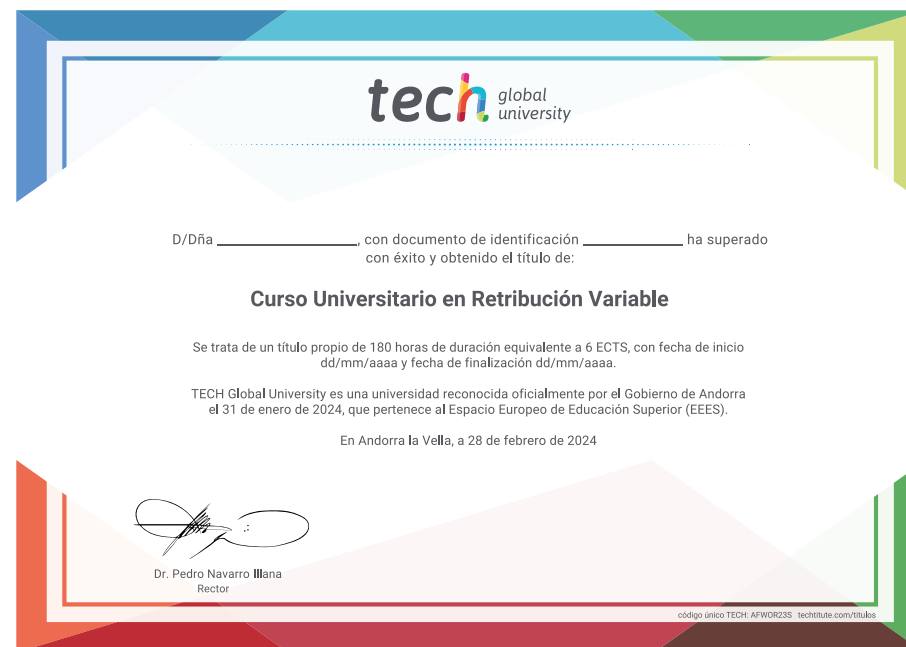 tech global university
D/Dña ____________, con documento de identificación ____________ ha superado
con éxito y obtenido el título de:
Curso Universitario en Retribución Variable
Se trata de un título propio de 180 horas de duración equivalente a 6 ECTS, con fecha de inicio
dd/mm/aaaa y fecha de finalización dd/mm/aaaa.
TECH Global University es una universidad reconocida oficialmente por el Gobierno de Andorra
el 31 de enero de 2024, que pertenece al Espacio Europeo de Educación Superior (EEES).
En Andorra la Vella, a 28 de febrero de 2024
Dr. Pedro Navarro Illana
Rector
código único TECH: AFWOR23S techtitute.com/titulos